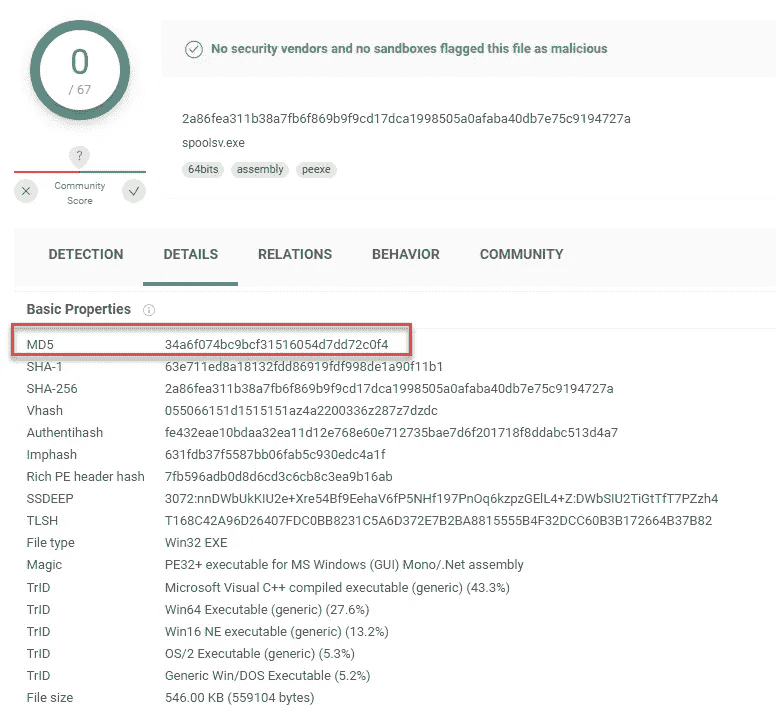 0
/ 67
No security vendors and no sandboxes flagged this file as malicious
2a86fea311b38a7fb6f869b9f9cd17dca1998505a0afaba40db7e75c9194727a
spoolsv.exe
64bits assembly peexe
?
Community
Score
DETECTION DETAILS RELATIONS BEHAVIOR COMMUNITY
Basic Properties
MD5 34a6f074bc9bcf31516054d7dd72c0f4
SHA-1 63e711ed8a18132fdd86919fdf998de1a90f11b1
SHA-256 2a86fea311b38a7fb6f869b9f9cd17dca1998505a0afaba40db7e75c9194727a
Vhash 055066151d1515151az4a2200336z287z7dzdc
Authentihash fe432eae10bdaa32ea11d12e768e60e712735bae7d6f201718f8ddabc513d4a7
Imphash 631fdb37f5587bb06fab5c930edc4a1f
Rich PE header hash 7fb596adb0d8d6cd3c6cb8c3ea9b16ab
SSDEEP 3072:nnDWbUkKIU2e+Xre54Bf9EehaV6fP5NHf197PnOq6kzpzGElL4+Z:DWbSIU2TiGtTfT7PZzh4
TLSH T168C42A96D26407FDC0BB8231C5A6D372E7B2BA8815555B4F32DCC60B3B172664B37B82
File type Win32 EXE
Magic PE32+ executable for MS Windows (GUI) Mono/.Net assembly
TrID Microsoft Visual C++ compiled executable (generic) (43.3%)
TrID Win64 Executable (generic) (27.6%)
TrID Win16 NE executable (generic) (13.2%)
TrID OS/2 Executable (generic) (5.3%)
TrID Generic Win/DOS Executable (5.2%)
File size 546.00 KB (559104 bytes)